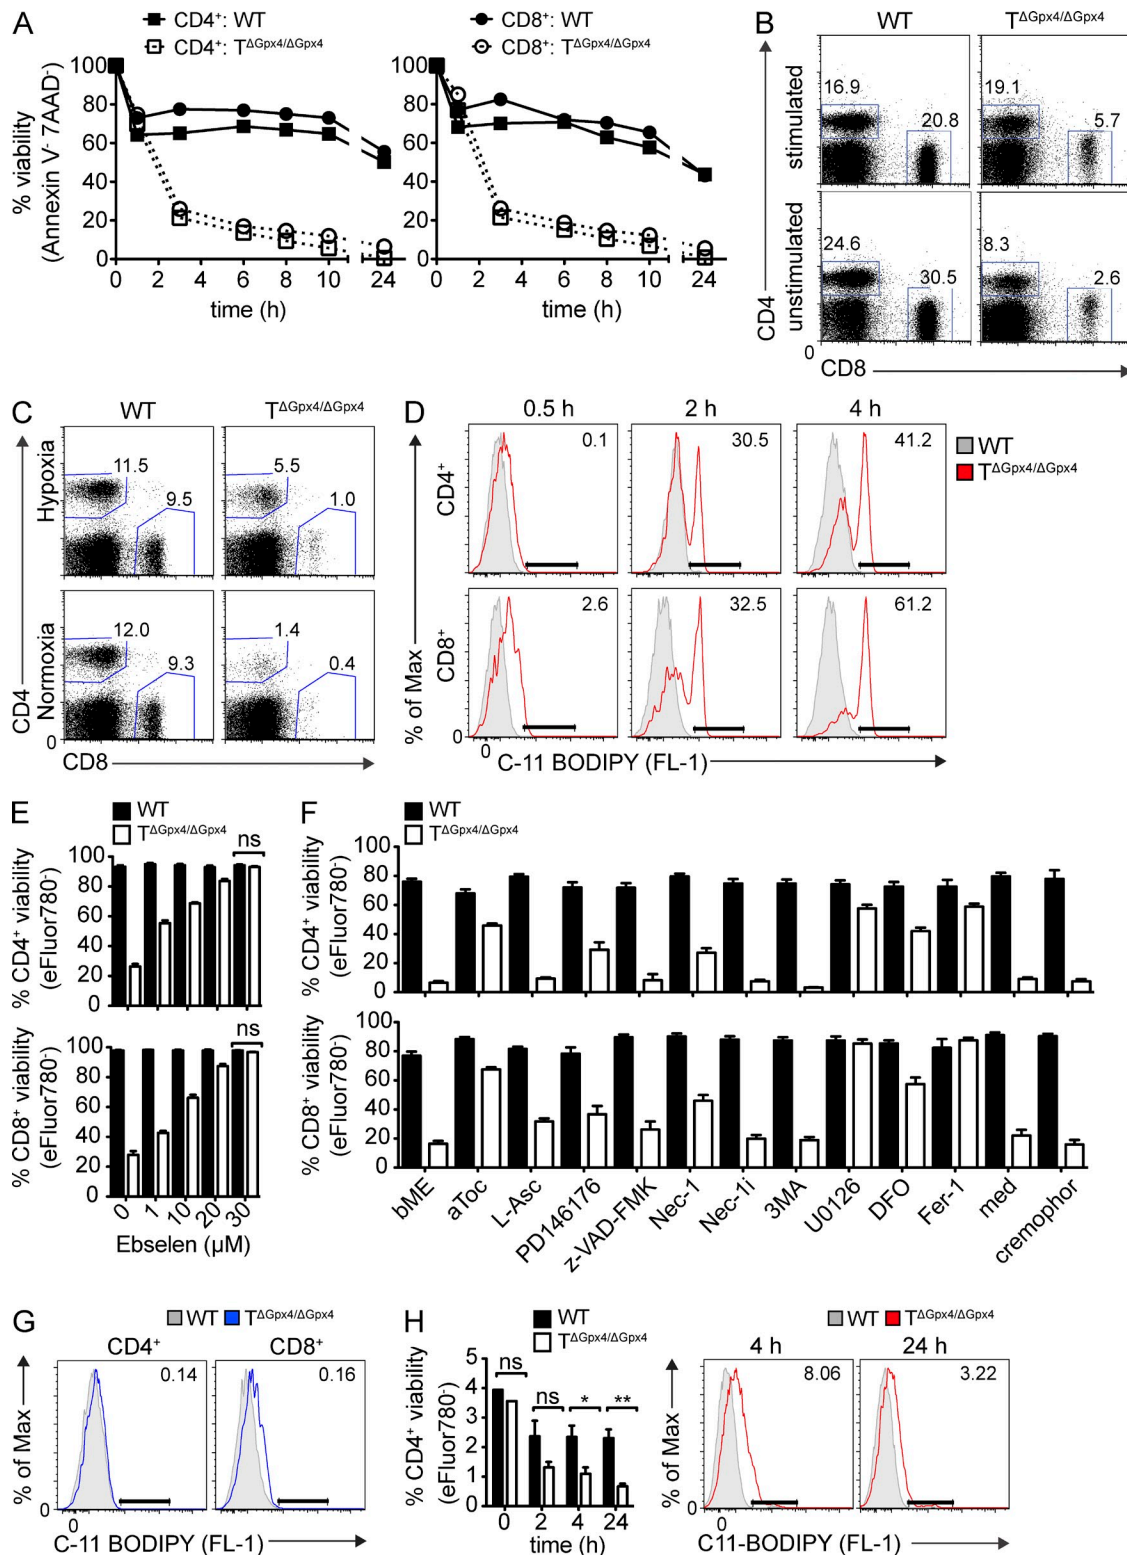 A
CD4+: WT
CD4+: TΔGpx4/ΔGpx4
CD8+: WT
CD8+: TΔGpx4/ΔGpx4
% viability
(Annexin V- 7AAD-)
100
80
60
40
20
0
0 2 4 6 8 10 24
time (h)
100
80
60
40
20
0
0 2 4 6 8 10 24
time (h)
B
WT TΔGpx4/ΔGpx4
stimulated
16.9 20.8
19.1 5.7
unstimulated
24.6 30.5
8.3 2.6
CD4
0
CD8
C
WT TΔGpx4/ΔGpx4
Hypoxia
11.5 9.5
5.5 1.0
Normoxia
12.0 9.3
1.4 0.4
CD4
0
CD8
D
0.5 h 2 h 4 h
WT
TΔGpx4/ΔGpx4
CD4+
0.1 30.5 41.2
CD8+
2.6 32.5 61.2
% of Max
0
0
C-11 BODIPY (FL-1)
E
WT
TΔGpx4/ΔGpx4
% CD4+ viability
(eFluor780-)
100
80
60
40
20
0
ns
% CD8+ viability
(eFluor780-)
100
80
60
40
20
0
ns
0 1 10 20 30
Ebselen (µM)
F
WT
TΔGpx4/ΔGpx4
% CD4+ viability
(eFluor780-)
100
80
60
40
20
0
% CD8+ viability
(eFluor780-)
100
80
60
40
20
0
bME aToc L-Asc PD146176 z-VAD-FMK Nec-1 Nec-1i 3MA U0126 DFO Fer-1 med cremophor
G
WT TΔGpx4/ΔGpx4
CD4+ CD8+
0.14 0.16
% of Max
0
0
C-11 BODIPY (FL-1)
H
WT
TΔGpx4/ΔGpx4
% CD4+ viability
(eFluor780-)
5
4
3
2
1
0
ns ns * **
0 2 4 24
time (h)
WT TΔGpx4/ΔGpx4
4 h 24 h
8.06 3.22
% of Max
0
0
C11-BODIPY (FL-1)